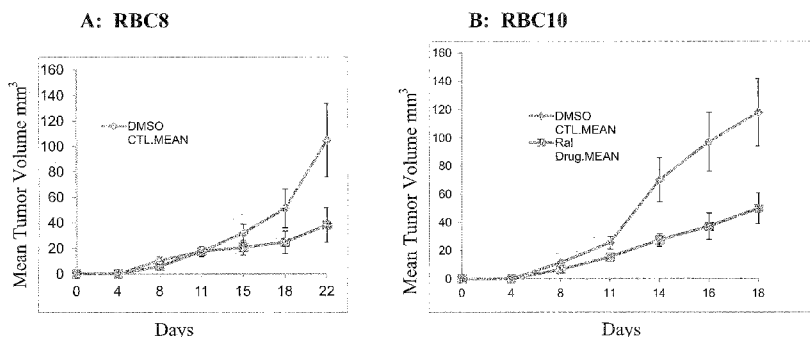 A: RBC8
Mean Tumor Volume mm³
160
140
120
100
80
60
40
20
0
DMSO
CTL.MEAN
0 4 8 11 15 18 22
Days
B: RBC10
Mean Tumor Volume mm³
160
140
120
100
80
60
40
20
0
DMSO
CTL.MEAN
Ral
Drug.MEAN
0 4 8 11 14 16 18
Days